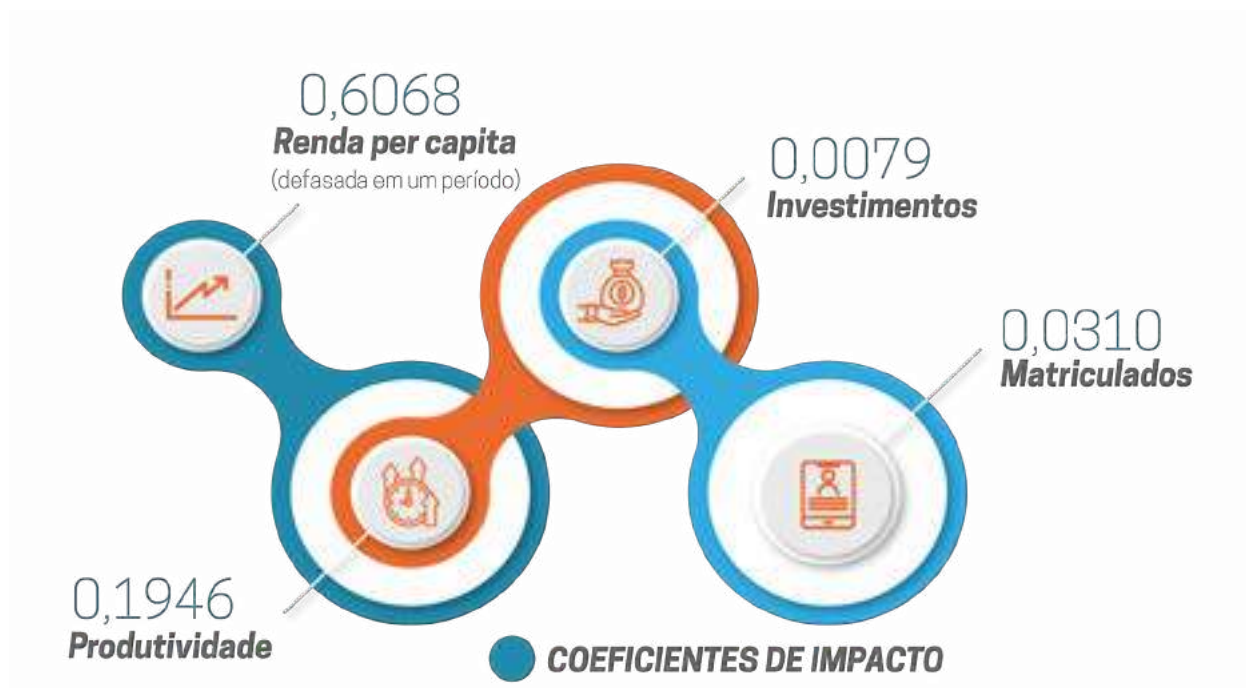 0,6068
Renda per capita
(defasada em um período)
0,0079
Investimentos
0,0310
Matriculados
0,1946
Produtividade
COEFICIENTES DE IMPACTO